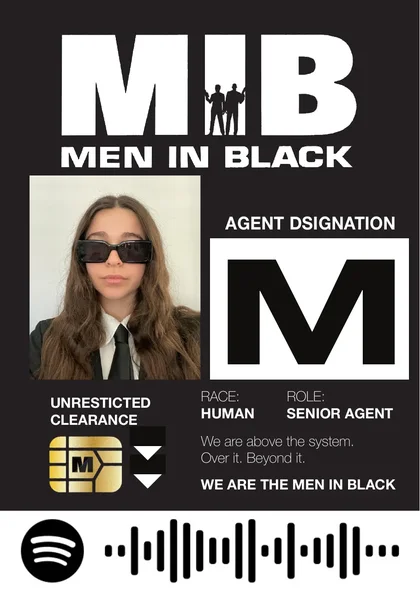 MIB
MEN IN BLACK
AGENT DSIGNATION
M
UNRESTICTED
CLEARANCE
M
RACE:
HUMAN
ROLE:
SENIOR AGENT
We are above the system.
Over it. Beyond it.
WE ARE THE MEN IN BLACK